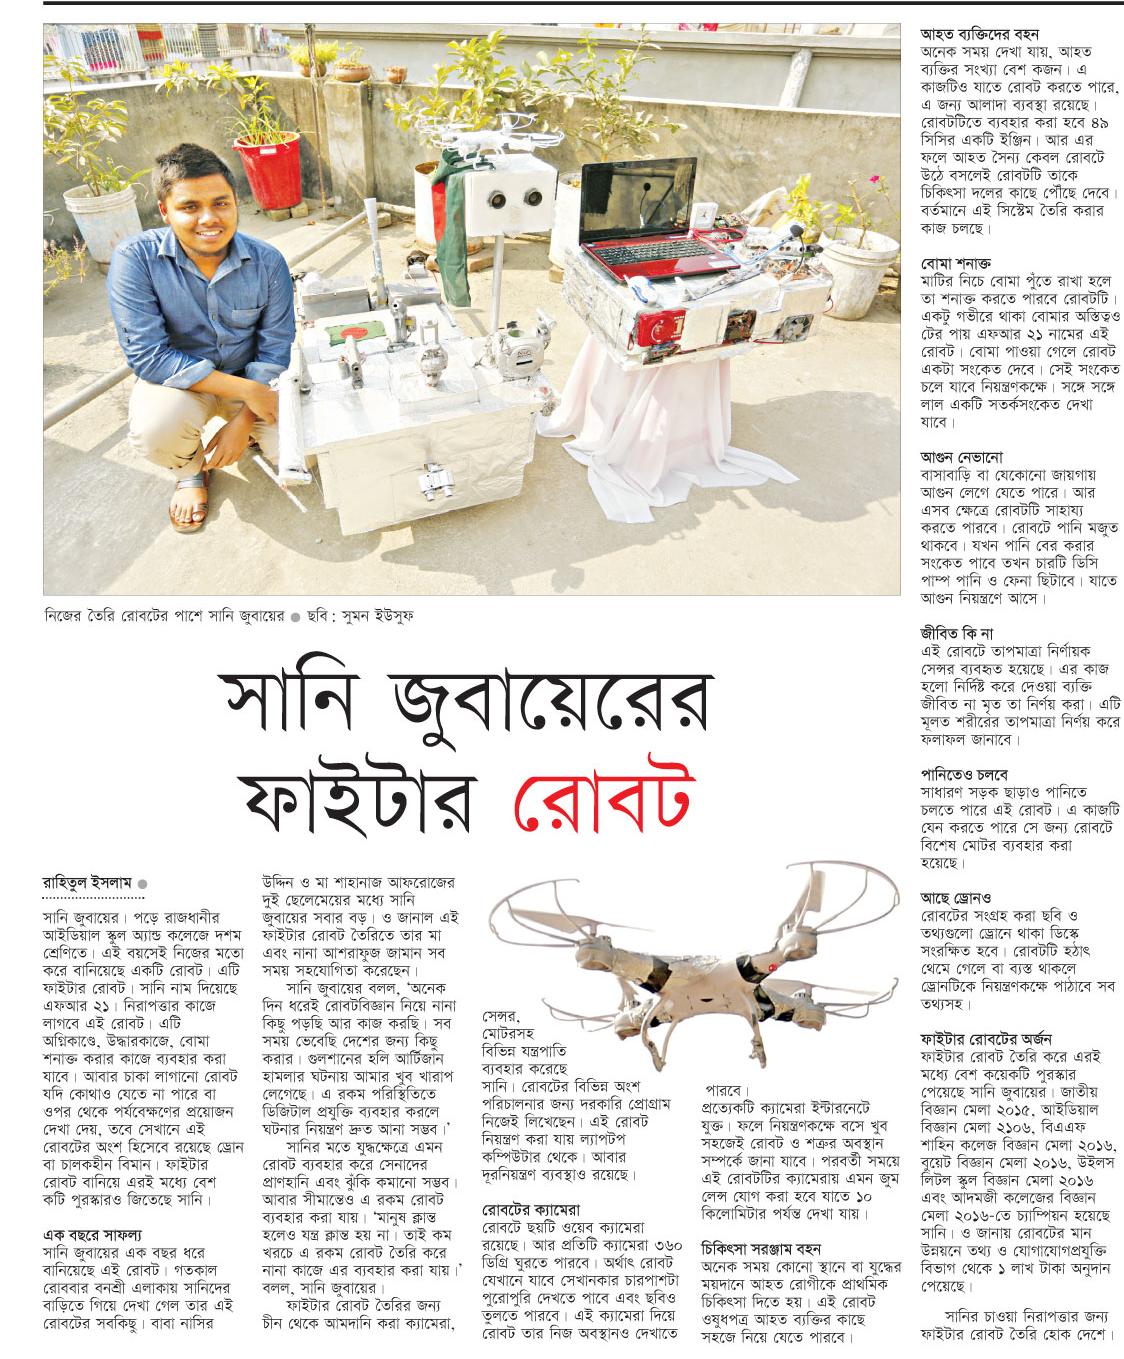 নিজের তৈরি রোবটের পাশে সানি জুবায়ের ● ছবি : সুমন ইউসুফ
সানি জুবায়েরের
ফাইটার রোবট
রাহিতুল ইসলাম ●
সানি জুবায়ের। পড়ে রাজধানীর
আইডিয়াল স্কুল অ্যান্ড কলেজে দশম
শ্রেণিতে। এই বয়সেই নিজের মতো
করে বানিয়েছে একটি রোবট। এটি
ফাইটার রোবট। সানি নাম দিয়েছে
এফআর ২১। নিরাপত্তার কাজে
লাগবে এই রোবট। এটি
অগ্নিকাণ্ডে, উদ্ধারকাজে, বোমা
শনাক্ত করার কাজে ব্যবহার করা
যাবে। আবার চাকা লাগানো রোবট
যদি কোথাও যেতে না পারে বা
ওপর থেকে পর্যবেক্ষণের প্রয়োজন
দেখা দেয়, তবে সেখানে এই
রোবটের অংশ হিসেবে রয়েছে ড্রোন
বা চালকহীন বিমান। ফাইটার
রোবট বানিয়ে এরই মধ্যে বেশ
কটি পুরস্কারও জিতেছে সানি।
এক বছরে সাফল্য
সানি জুবায়ের এক বছর ধরে
বানিয়েছে এই রোবট। গতকাল
রোববার বনশ্রী এলাকায় সানিদের
বাড়িতে গিয়ে দেখা গেল তার এই
রোবটের সবকিছু। বাবা নাসির
উদ্দিন ও মা শাহানাজ আফরোজের
দুই ছেলেমেয়ের মধ্যে সানি
জুবায়ের সবার বড়। ও জানাল এই
ফাইটার রোবট তৈরিতে তার মা
এবং নানা আশরাফুজ জামান সব
সময় সহযোগিতা করেছেন।
সানি জুবায়ের বলল, ‘অনেক
দিন ধরেই রোবটবিজ্ঞান নিয়ে নানা
কিছু পড়ছি আর কাজ করছি। সব
সময় ভেবেছি দেশের জন্য কিছু
করার। গুলশানের হলি আর্টিজান
হামলার ঘটনায় আমার খুব খারাপ
লেগেছে। এ রকম পরিস্থিতিতে
ডিজিটাল প্রযুক্তি ব্যবহার করলে
ঘটনার নিয়ন্ত্রণ দ্রুত আনা সম্ভব।’
সানির মতে যুদ্ধক্ষেত্রে এমন
রোবট ব্যবহার করে সেনাদের
প্রাণহানি এবং ঝুঁকি কমানো সম্ভব।
আবার সীমান্তেও এ রকম রোবট
ব্যবহার করা যায়। ‘মানুষ ক্লান্ত
হলেও যন্ত্র ক্লান্ত হয় না। তাই কম
খরচে এ রকম রোবট তৈরি করে
নানা কাজে এর ব্যবহার করা যায়।’
বলল, সানি জুবায়ের।
ফাইটার রোবট তৈরির জন্য
চীন থেকে আমদানি করা ক্যামেরা,
সেন্সর,
মোটরসহ
বিভিন্ন যন্ত্রপাতি
ব্যবহার করেছে
সানি। রোবটের বিভিন্ন অংশ
পরিচালনার জন্য দরকারি প্রোগ্রাম
নিজেই লিখেছেন। এই রোবট
নিয়ন্ত্রণ করা যায় ল্যাপটপ
কম্পিউটার থেকে। আবার
দূরনিয়ন্ত্রণ ব্যবস্থাও রয়েছে।
রোবটের ক্যামেরা
রোবটে ছয়টি ওয়েব ক্যামেরা
রয়েছে। আর প্রতিটি ক্যামেরা ৩৬০
ডিগ্রি ঘুরতে পারবে। অর্থাৎ রোবট
যেখানে যাবে সেখানকার চারপাশটা
পুরোপুরি দেখতে পাবে এবং ছবিও
তুলতে পারবে। এই ক্যামেরা দিয়ে
রোবট তার নিজ অবস্থানও দেখাতে
পারবে।
প্রত্যেকটি ক্যামেরা ইন্টারনেটে
যুক্ত। ফলে নিয়ন্ত্রণকক্ষে বসে খুব
সহজেই রোবট ও শত্রুর অবস্থান
সম্পর্কে জানা যাবে। পরবর্তী সময়ে
এই রোবটটির ক্যামেরায় এমন জুম
লেন্স যোগ করা হবে যাতে ১০
কিলোমিটার পর্যন্ত দেখা যায়।
চিকিৎসা সরঞ্জাম বহন
অনেক সময় কোনো স্থানে বা যুদ্ধের
ময়দানে আহত রোগীকে প্রাথমিক
চিকিৎসা দিতে হয়। এই রোবট
ওষুধপত্র আহত ব্যক্তির কাছে
সহজে নিয়ে যেতে পারবে।
আহত ব্যক্তিদের বহন
অনেক সময় দেখা যায়, আহত
ব্যক্তির সংখ্যা বেশ কজন। এ
কাজটিও যাতে রোবট করতে পারে,
এ জন্য আলাদা ব্যবস্থা রয়েছে।
রোবটটিতে ব্যবহার করা হবে ৪৯
সিসির একটি ইঞ্জিন। আর এর
ফলে আহত সৈন্য কেবল রোবটে
উঠে বসলেই রোবটটি তাকে
চিকিৎসা দলের কাছে পৌঁছে দেবে।
বর্তমানে এই সিস্টেম তৈরি করার
কাজ চলছে।
বোমা শনাক্ত
মাটির নিচে বোমা পুঁতে রাখা হলে
তা শনাক্ত করতে পারবে রোবটটি।
একটু গভীরে থাকা বোমার অস্তিত্বও
টের পায় এফআর ২১ নামের এই
রোবট। বোমা পাওয়া গেলে রোবট
একটা সংকেত দেবে। সেই সংকেত
চলে যাবে নিয়ন্ত্রণকক্ষে। সঙ্গে সঙ্গে
লাল একটি সতর্কসংকেত দেখা
যাবে।
আগুন নেভানো
বাসাবাড়ি বা যেকোনো জায়গায়
আগুন লেগে যেতে পারে। আর
এসব ক্ষেত্রে রোবটটি সাহায্য
করতে পারবে। রোবটে পানি মজুত
থাকবে। যখন পানি বের করার
সংকেত পাবে তখন চারটি ডিসি
পাম্প পানি ও ফেনা ছিটাবে। যাতে
আগুন নিয়ন্ত্রণে আসে।
জীবিত কি না
এই রোবটে তাপমাত্রা নির্ণায়ক
সেন্সর ব্যবহৃত হয়েছে। এর কাজ
হলো নির্দিষ্ট করে দেওয়া ব্যক্তি
জীবিত না মৃত তা নির্ণয় করা। এটি
মূলত শরীরের তাপমাত্রা নির্ণয় করে
ফলাফল জানাবে।
পানিতেও চলবে
সাধারণ সড়ক ছাড়াও পানিতে
চলতে পারে এই রোবট। এ কাজটি
যেন করতে পারে সে জন্য রোবটে
বিশেষ মোটর ব্যবহার করা
হয়েছে।
আছে ড্রোনও
রোবটের সংগ্রহ করা ছবি ও
তথ্যগুলো ড্রোনে থাকা ডিস্কে
সংরক্ষিত হবে। রোবটটি হঠাৎ
থেমে গেলে বা ব্যস্ত থাকলে
ড্রোনটিকে নিয়ন্ত্রণকক্ষে পাঠাবে সব
তথ্যসহ।
ফাইটার রোবটের অর্জন
ফাইটার রোবট তৈরি করে এরই
মধ্যে বেশ কয়েকটি পুরস্কার
পেয়েছে সানি জুবায়ের। জাতীয়
বিজ্ঞান মেলা ২০১৫, আইডিয়াল
বিজ্ঞান মেলা ২১০৬, বিএএফ
শাহিন কলেজ বিজ্ঞান মেলা ২০১৬,
বুয়েট বিজ্ঞান মেলা ২০১৬, উইলস
লিটল স্কুল বিজ্ঞান মেলা ২০১৬
এবং আদমজী কলেজের বিজ্ঞান
মেলা ২০১৬-তে চ্যাম্পিয়ন হয়েছে
সানি। ও জানায় রোবটের মান
উন্নয়নে তথ্য ও যোগাযোগপ্রযুক্তি
বিভাগ থেকে ১ লাখ টাকা অনুদান
পেয়েছে।
সানির চাওয়া নিরাপত্তার জন্য
ফাইটার রোবট তৈরি হোক দেশে।